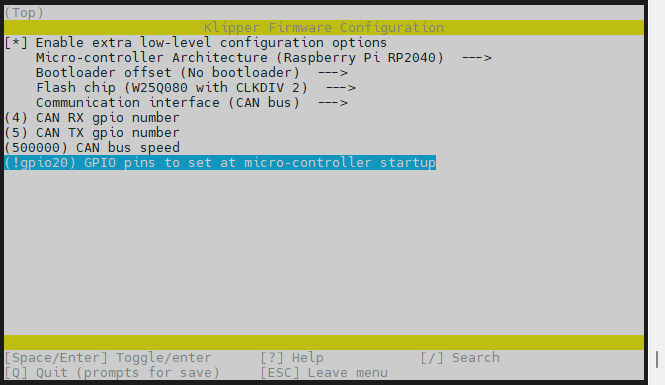 (Top)
Klipper Firmware Configuration
[*] Enable extra low-level configuration options
Micro-controller Architecture (Raspberry Pi RP2040)  --->
Bootloader offset (No bootloader)  --->
Flash chip (W25Q080 with CLKDIV 2)  --->
Communication interface (CAN bus)  --->
(4) CAN RX gpio number
(5) CAN TX gpio number
(500000) CAN bus speed
(!gpio20) GPIO pins to set at micro-controller startup
[Space/Enter] Toggle/enter [?] Help [/] Search
[Q] Quit (prompts for save) [ESC] Leave menu